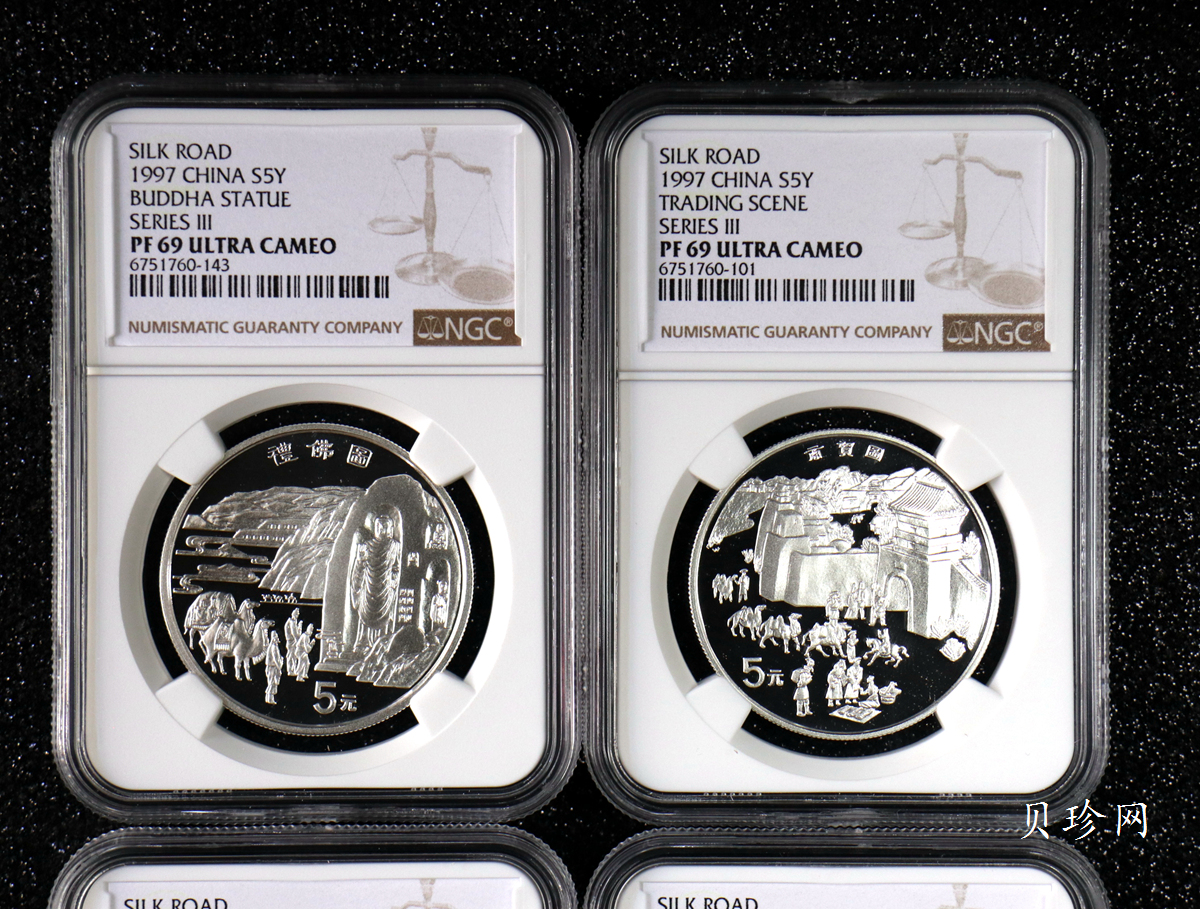 SILK ROAD
1997 CHINA S5Y
BUDDHA STATUE
SERIES III
PF 69 ULTRA CAMEO
6751760-143
NUMISMATIC GUARANTY COMPANY
NGC®
禮佛圖
5元
SILK ROAD
1997 CHINA S5Y
TRADING SCENE
SERIES III
PF 69 ULTRA CAMEO
6751760-101
NUMISMATIC GUARANTY COMPANY
NGC®
5元
贝珍网
SILK ROAD
SILK ROAD